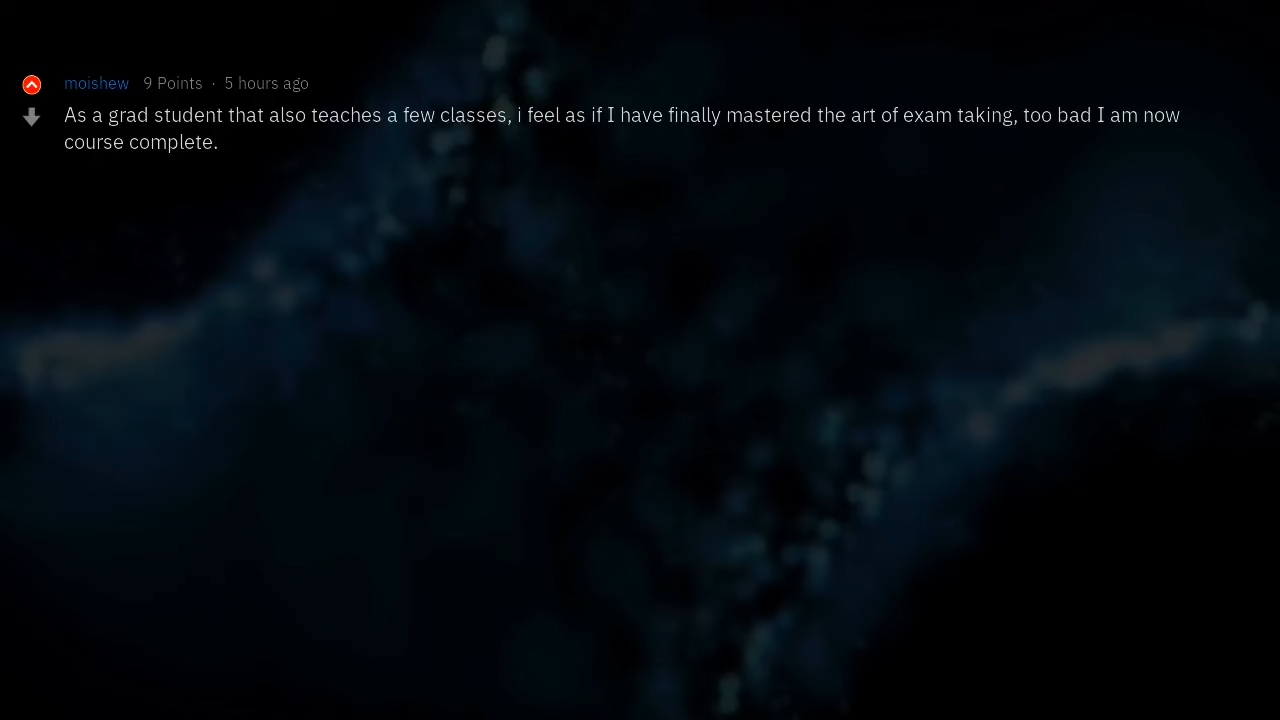 moishew 9 Points · 5 hours ago
As a grad student that also teaches a few classes, i feel as if I have finally mastered the art of exam taking, too bad I am now
course complete.